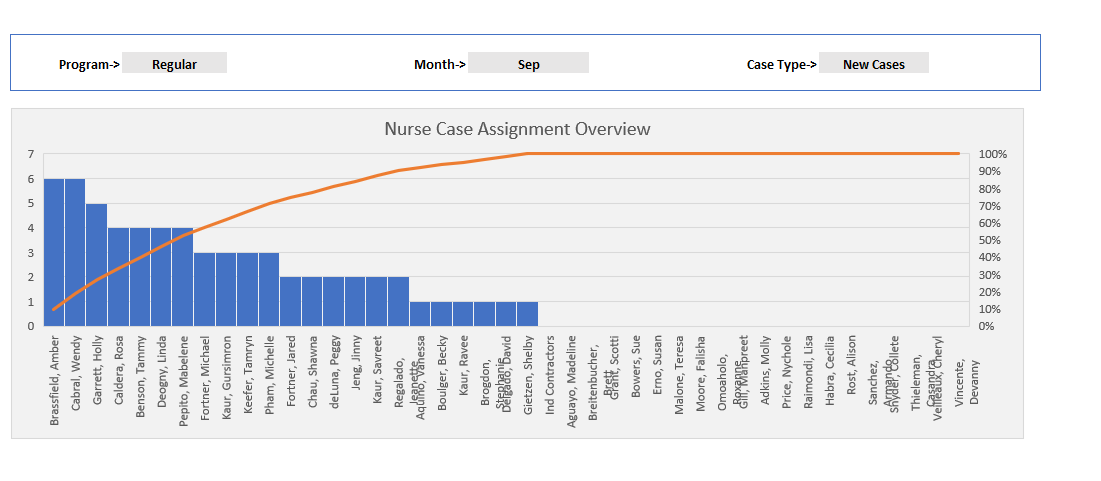 Program-> Regular Month-> Sep Case Type-> New Cases
Nurse Case Assignment Overview
7
6
5
4
3
2
1
0
100%
90%
80%
70%
60%
50%
40%
30%
20%
10%
0%
Brassfield, Amber
Cabral, Wendy
Garrett, Holly
Caldera, Rosa
Benson, Tammy
Deogny, Linda
Pepito, Mabelene
Fortner, Michael
Kaur, Gursimron
Keefer, Tamryn
Pham, Michelle
Fortner, Jared
Chau, Shawna
deLuna, Peggy
Jeng, Jinny
Kaur, Savreet
Regalado,
Jeanette
Aquino, Vanessa
Boulger, Becky
Kaur, Ravee
Brogdon,
Stephanie
Delgado, David
Gietzen, Shelby
Ind Contractors
Aguayo, Madeline
Breitenbucher,
Brett
Grant, Scotti
Bowers, Sue
Erno, Susan
Malone, Teresa
Moore, Falisha
Omoaholo,
Roxanne
Gill, Manpreet
Adkins, Molly
Price, Nychole
Raimondi, Lisa
Habra, Cecilia
Rost, Alison
Sanchez,
Armando
Snyder, Collete
Thieleman,
Casandra
Veilleaux, Cheryl
Vincente,
Devanny